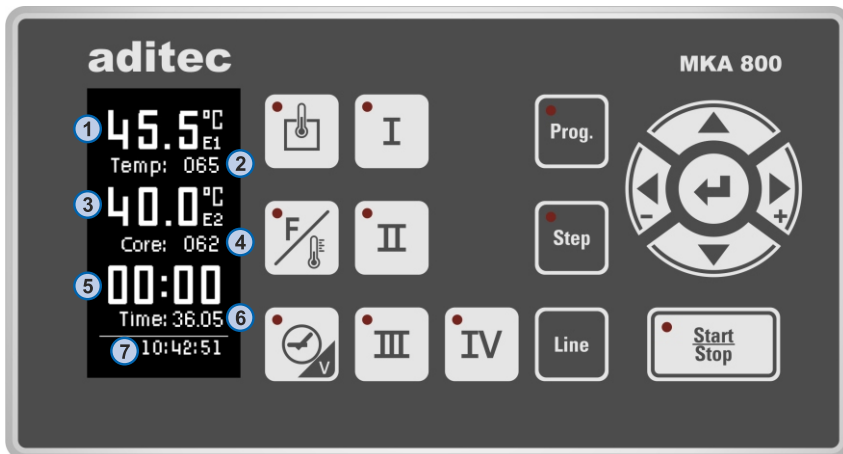 aditec
MKA 800
1 45.5 °C E1
Temp: 065 2
3 40.0 °C E2
Core: 062 4
5 00:00
Time: 36.05 6
7 10:42:51
I
Prog.
F
II
Step
V
III
IV
Line
Start
Stop
-
+